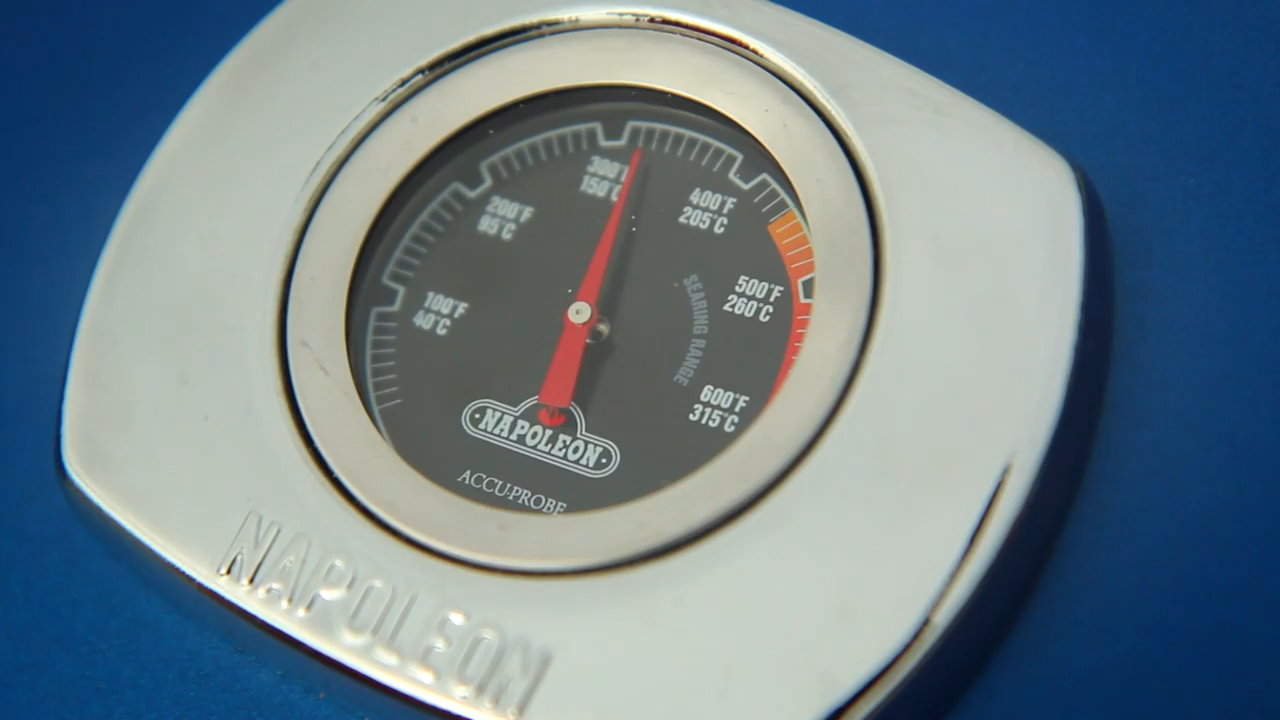 300°F
150°C
200°F
95°C
400°F
205°C
100°F
40°C
500°F
260°C
SEARING RANGE
600°F
315°C
NAPOLEON
ACCU-PROBE
NAPOLEON